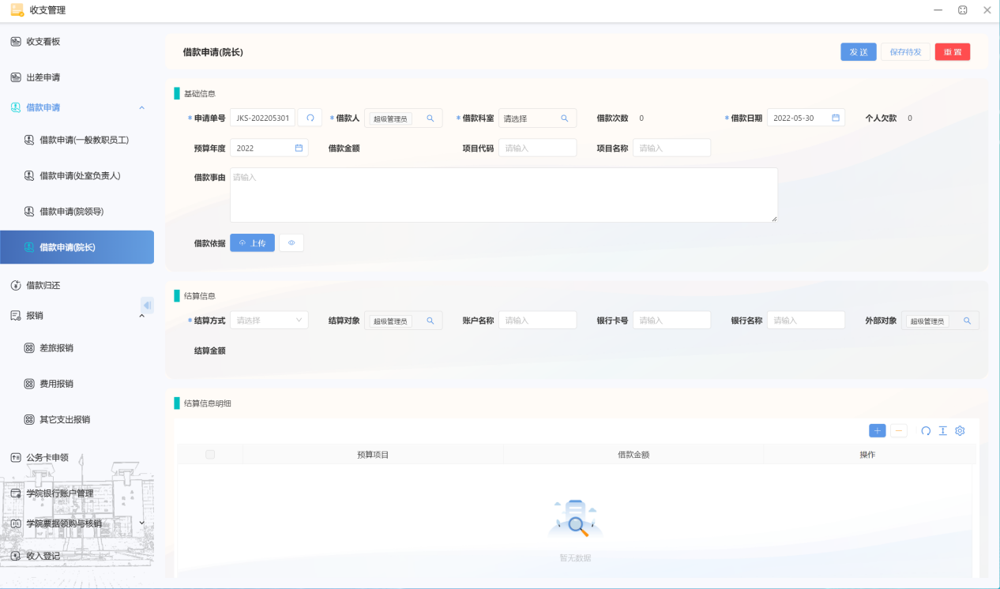 收支管理
收支看板
出差申请
借款申请
借款申请(一般教职员工)
借款申请(处室负责人)
借款申请(院领导)
借款申请(院长)
借款归还
报销
差旅报销
费用报销
其它支出报销
公务卡申领
学院银行账户管理
学院票据领购与核销
收入登记
借款申请(院长) 发送 保存待发 重置
基础信息
*申请单号 JKS-202205301 *借款人 超级管理员 *借款科室 请选择 借款次数 0 *借款日期 2022-05-30 个人欠款 0
预算年度 2022 借款金额 项目代码 请输入 项目名称 请输入
借款事由 请输入
借款依据 上传
结算信息
*结算方式 请选择 结算对象 超级管理员 账户名称 请输入 银行卡号 请输入 银行名称 请输入 外部对象 超级管理员
结算金额
结算信息明细
预算项目 借款金额 操作
暂无数据